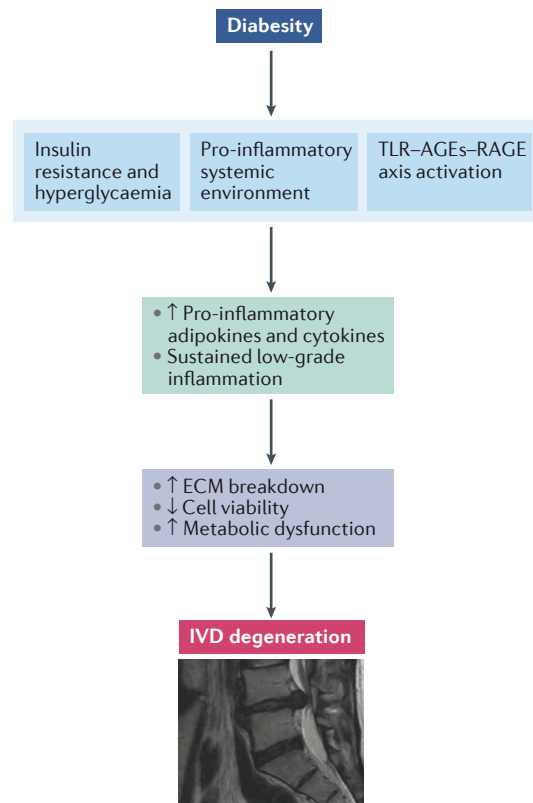 Diabesity
Insulin
resistance and
hyperglycaemia
Pro-inflammatory
systemic
environment
TLR–AGEs–RAGE
axis activation
• ↑ Pro-inflammatory
adipokines and cytokines
• Sustained low-grade
inflammation
• ↑ ECM breakdown
• ↓ Cell viability
• ↑ Metabolic dysfunction
IVD degeneration